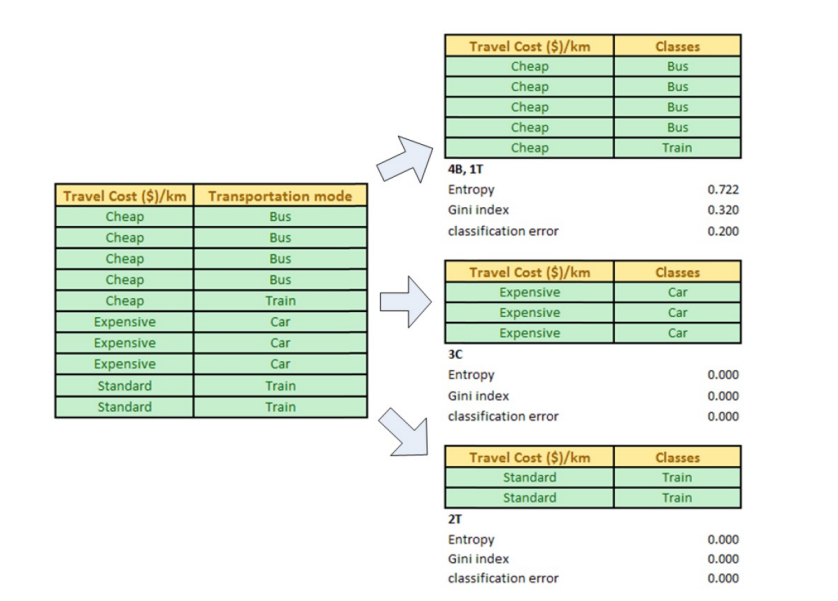 Travel Cost ($)/km Transportation mode
Cheap Bus
Cheap Bus
Cheap Bus
Cheap Bus
Cheap Train
Expensive Car
Expensive Car
Expensive Car
Standard Train
Standard Train
Travel Cost ($)/km Classes
Cheap Bus
Cheap Bus
Cheap Bus
Cheap Bus
Cheap Train
4B, 1T
Entropy 0.722
Gini index 0.320
classification error 0.200
Travel Cost ($)/km Classes
Expensive Car
Expensive Car
Expensive Car
3C
Entropy 0.000
Gini index 0.000
classification error 0.000
Travel Cost ($)/km Classes
Standard Train
Standard Train
2T
Entropy 0.000
Gini index 0.000
classification error 0.000